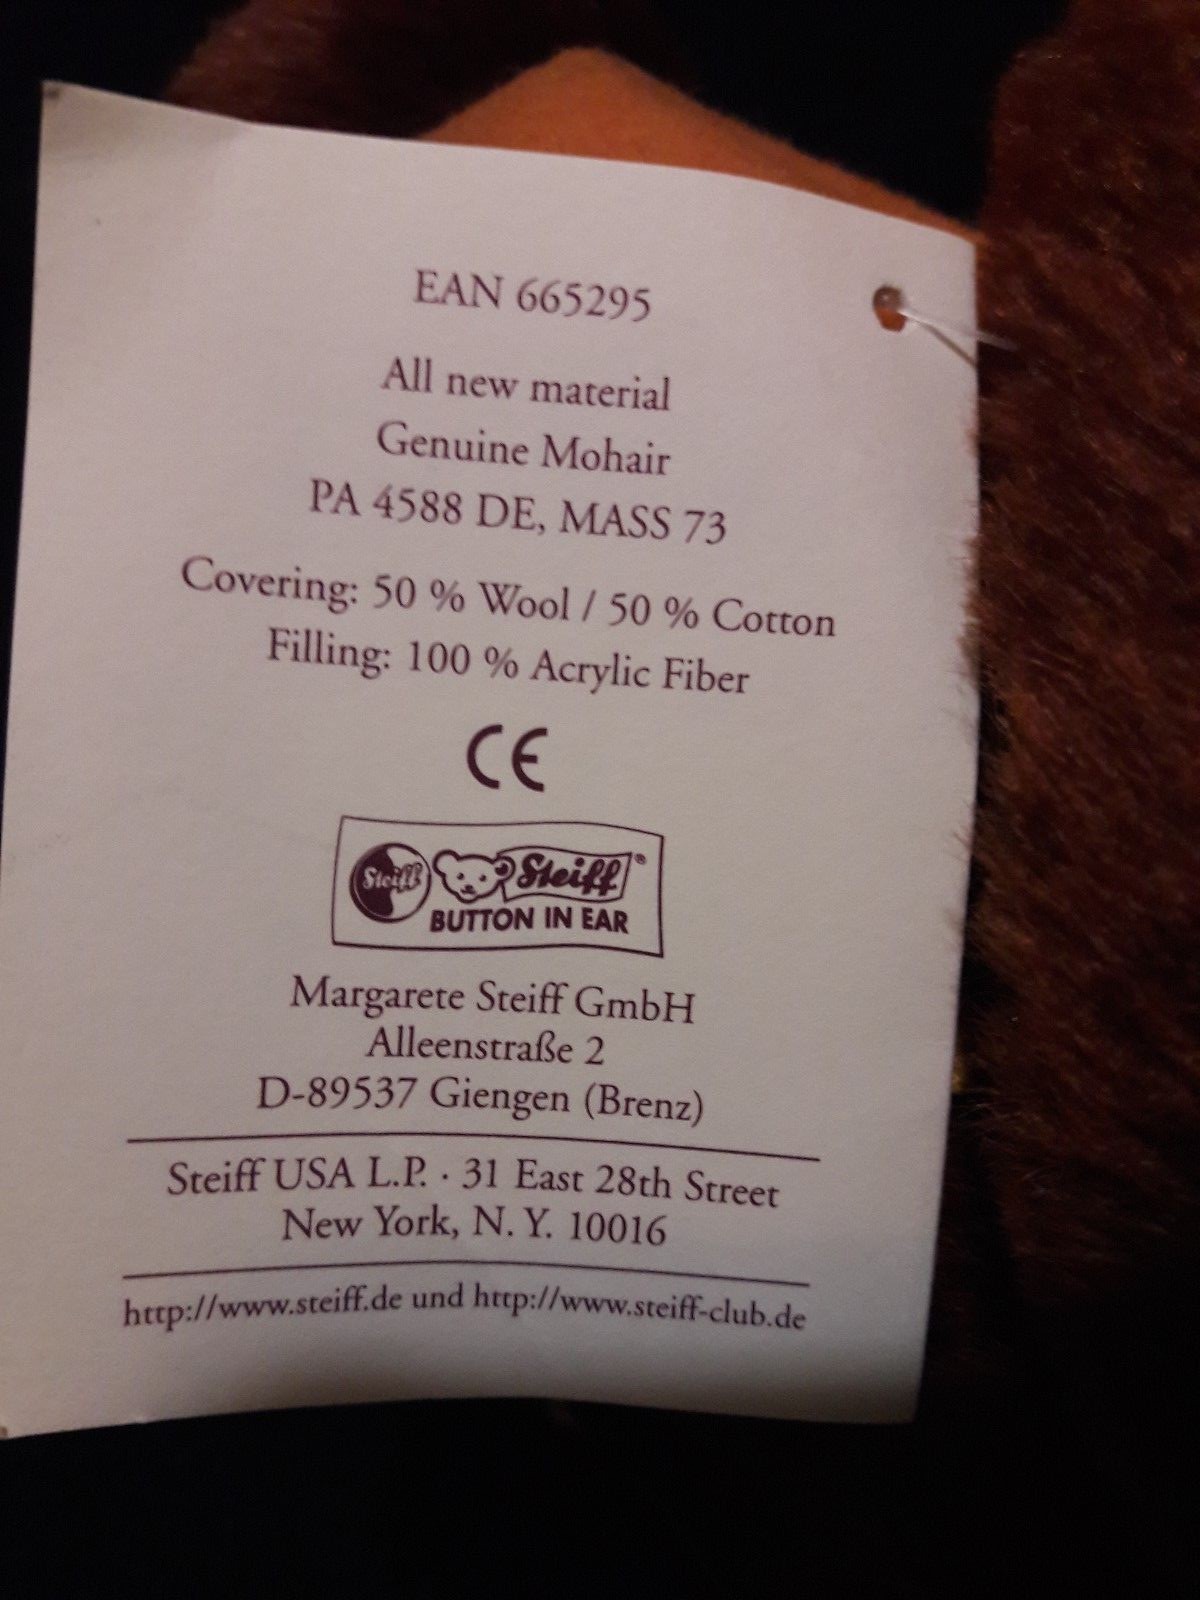 EAN 665295
All new material
Genuine Mohair
PA 4588 DE, MASS 73
Covering: 50 % Wool / 50 % Cotton
Filling: 100 % Acrylic Fiber
CE
Steiff Steiff®
BUTTON IN EAR
Margarete Steiff GmbH
Alleenstraße 2
D-89537 Giengen (Brenz)
Steiff USA L.P. · 31 East 28th Street
New York, N. Y. 10016
http://www.steiff.de und http://www.steiff-club.de